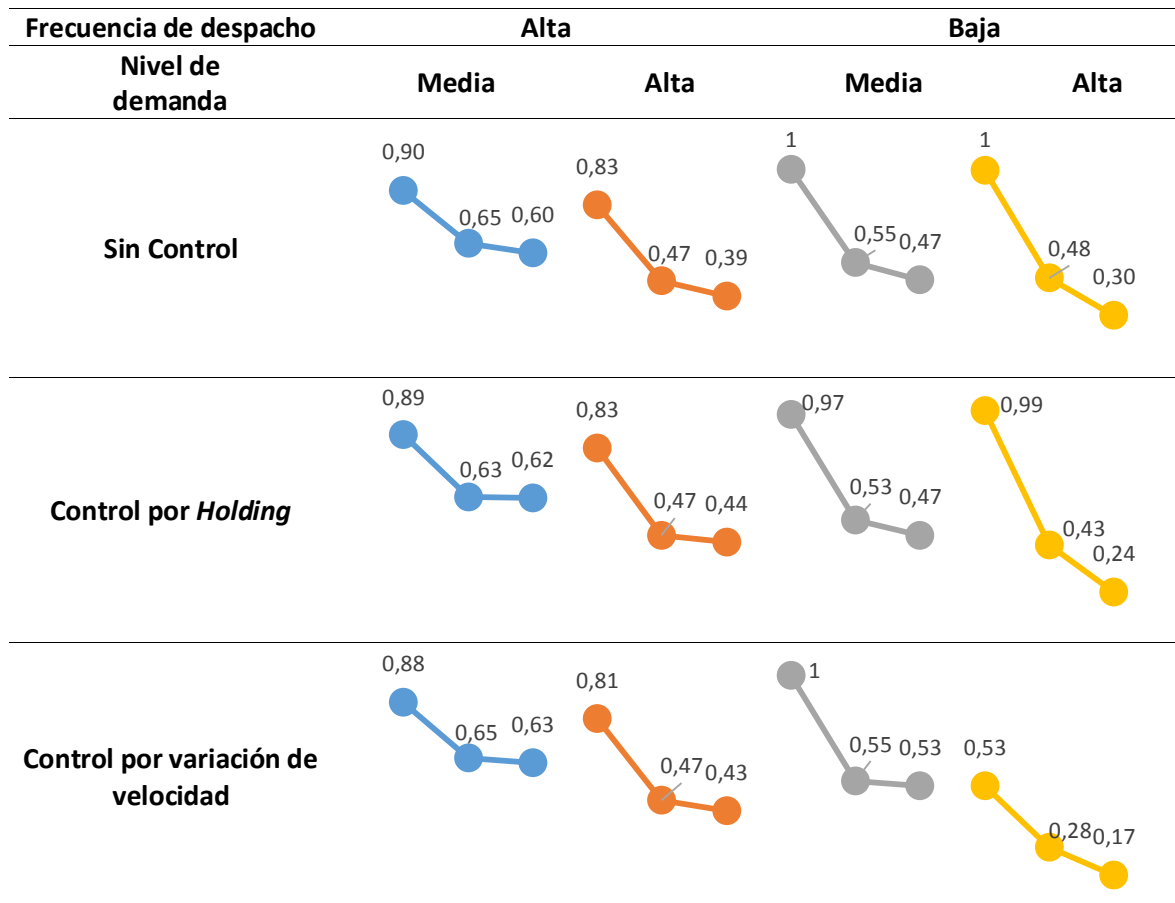 Frecuencia de despacho Alta Baja
Nivel de demanda Media Alta Media Alta
0,90 0,65 0,60 0,83 0,47 0,39 1 0,55 0,47 1 0,48 0,30
Sin Control
0,89 0,63 0,62 0,83 0,47 0,44 0,97 0,53 0,47 0,99 0,43 0,24
Control por Holding
0,88 0,65 0,63 0,81 0,47 0,43 1 0,55 0,53 0,53 0,28 0,17
Control por variación de
velocidad